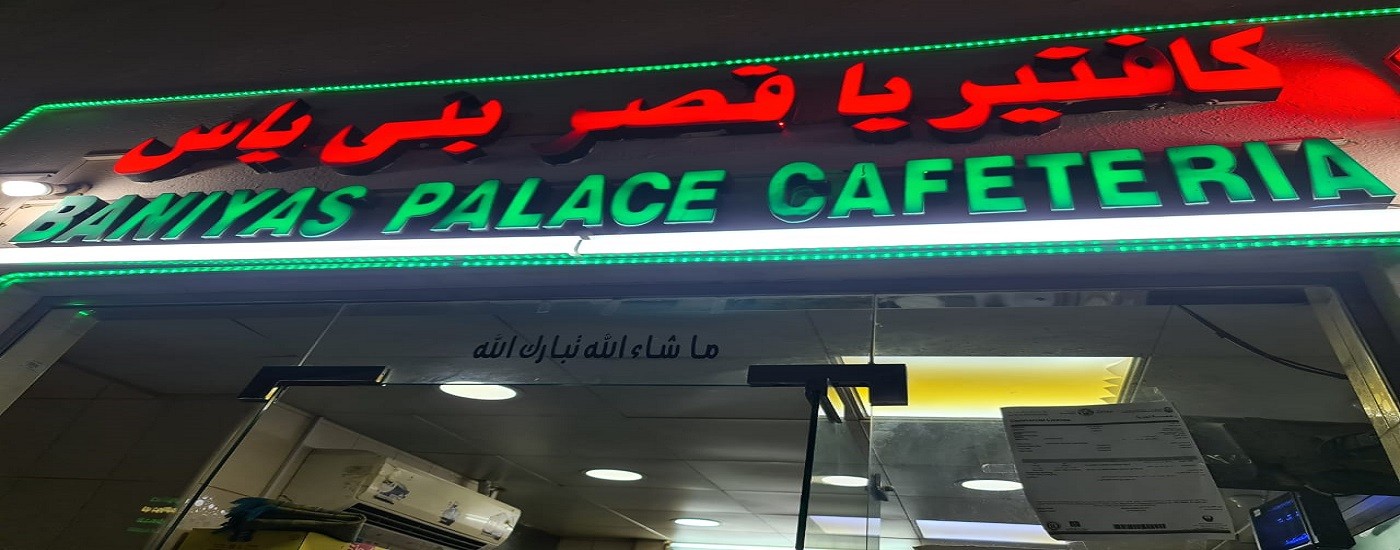 كافتيريا قصر بني ياس
BANIYAS PALACE CAFETERIA
ما شاء الله تبارك الله